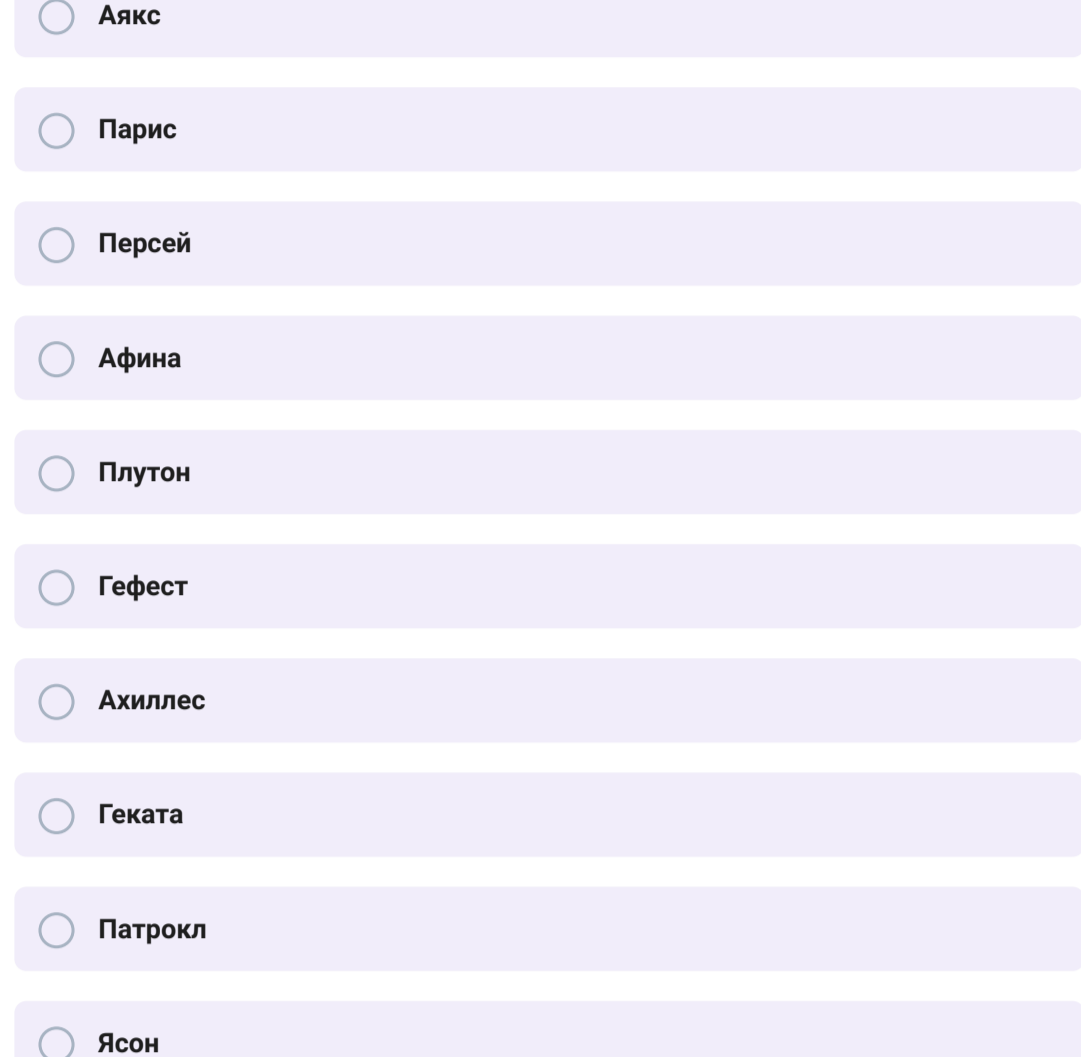 Аякс
Парис
Персей
Афина
Плутон
Гефест
Ахиллес
Геката
Патрокл
Ясон